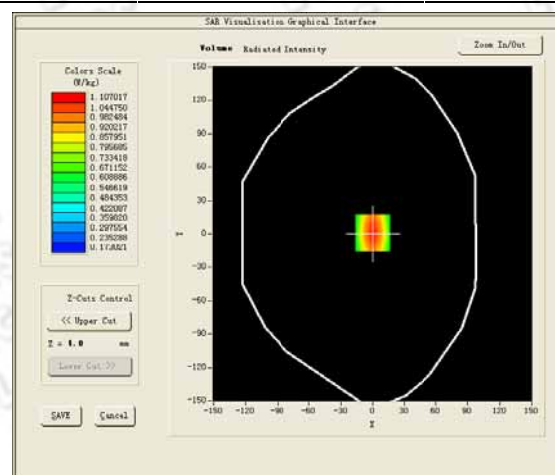 SAR Visualisation Graphical Interface
Volume Radiated Intensity
Zoom In/Out
Colors Scale
(W/kg)
1.107017
1.044750
0.982484
0.920217
0.857951
0.795685
0.733418
0.671152
0.608886
0.546619
0.484353
0.422087
0.359820
0.297554
0.235288
0.173021
150
120
90
60
30
0
-30
-60
-90
-120
-150
Y
-150 -120 -90 -60 -30 0 30 60 90 120 150
X
Z-Cuts Control
<< Upper Cut
Z = 4.0 mm
Lower Cut >>
SAVE Cancel